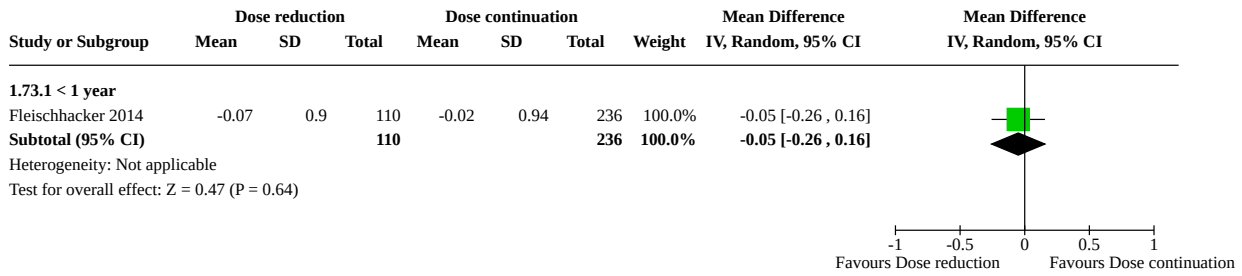 Dose reduction Dose continuation Mean Difference Mean Difference
Study or Subgroup Mean SD Total Mean SD Total Weight IV, Random, 95% CI IV, Random, 95% CI
1.73.1 < 1 year
Fleischhacker 2014 -0.07 0.9 110 -0.02 0.94 236 100.0% -0.05 [-0.26 , 0.16]
Subtotal (95% CI) 110 236 100.0% -0.05 [-0.26 , 0.16]
Heterogeneity: Not applicable
Test for overall effect: Z = 0.47 (P = 0.64)
-1 -0.5 0 0.5 1
Favours Dose reduction Favours Dose continuation